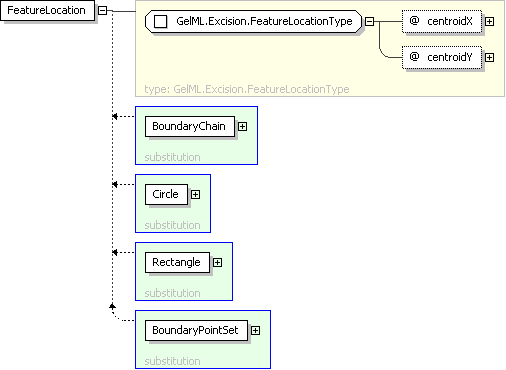 FeatureLocation
GelML.Excision.FeatureLocationType
@ centroidX
@ centroidY
type: GelML.Excision.FeatureLocationType
BoundaryChain
substitution
Circle
substitution
Rectangle
substitution
BoundaryPointSet
substitution